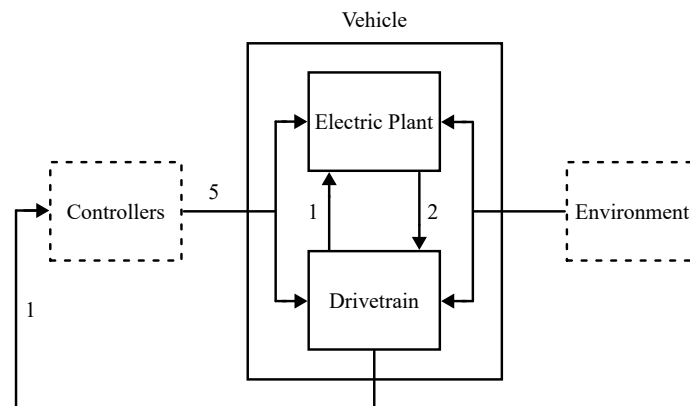 Vehicle
Electric Plant
5
Controllers
1
2
Environment
Drivetrain
1